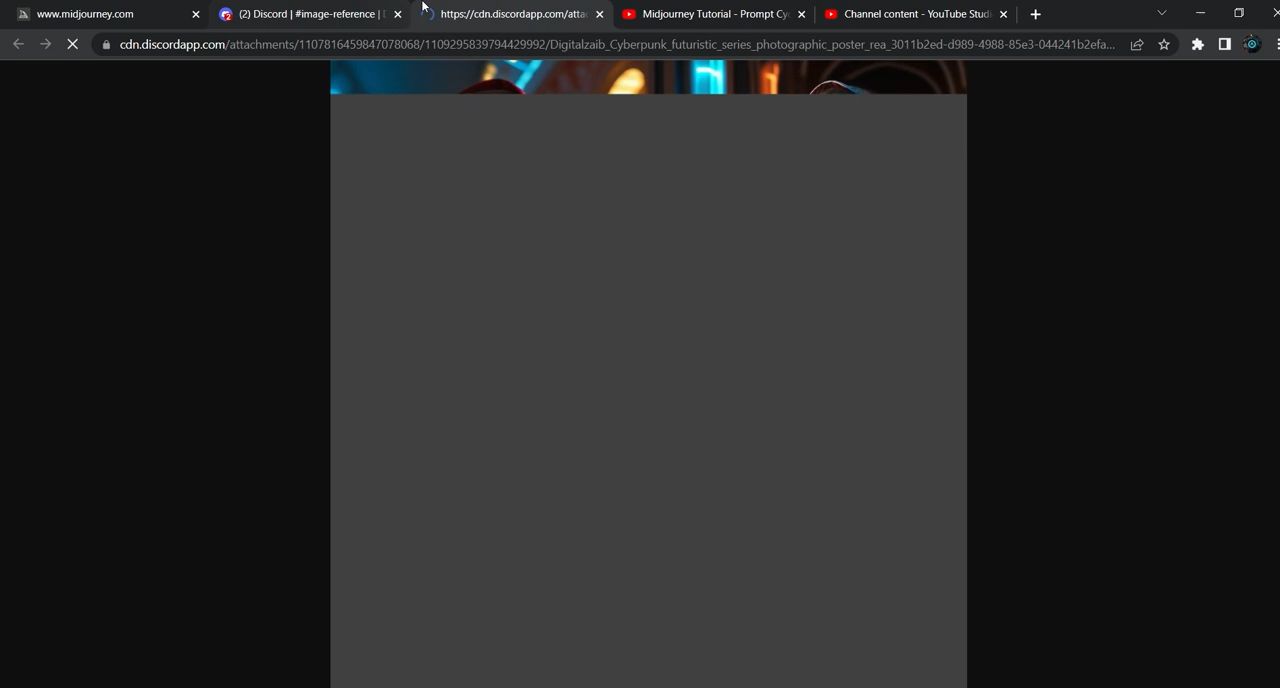 www.midjourney.com
(2) Discord | #image-reference |
https://cdn.discordapp.com/atta
Midjourney Tutorial - Prompt Cy
Channel content - YouTube Studi
cdn.discordapp.com/attachments/1107816459847078068/1109295839794429992/Digitalzaib_Cyberpunk_futuristic_series_photographic_poster_rea_3011b2ed-d989-4988-85e3-044241b2efa...